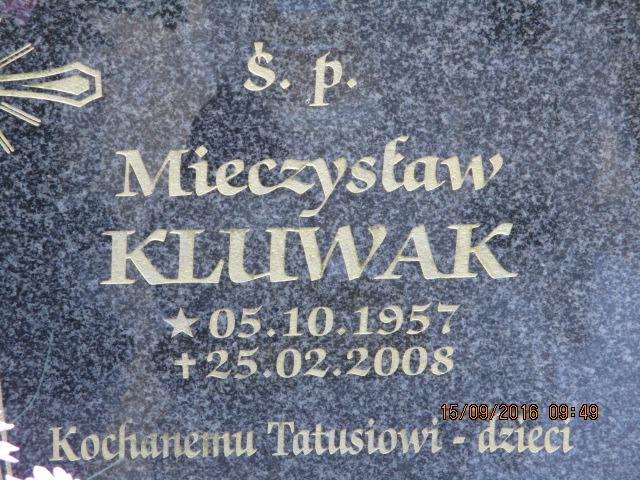 ś. p.
Mieczysław
KLUWAK
★ 05.10.1957
✝ 25.02.2008
15/09/2016 09:49
Kochanemu Tatusiowi - dzieci